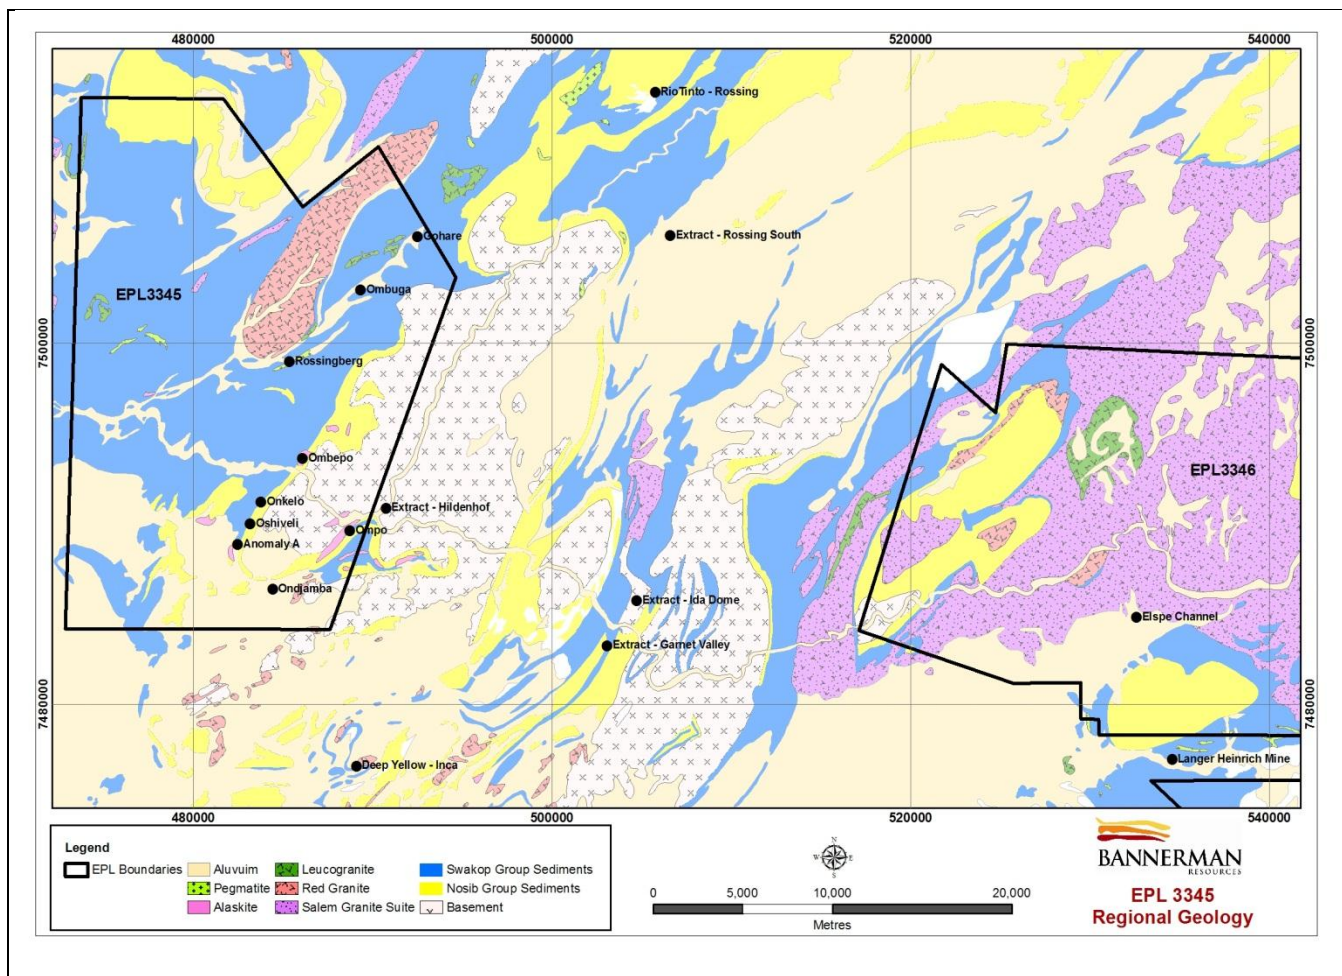 480000 500000 520000 540000
RioTinto - Rossing
Gohare
Extract - Rossing South
EPL3345
Ombuga
7500000
7500000
Rossingberg
Ombepo
EPL3346
Onkelo
Extract - Hildenhof
Oshiveli
Ompo
Anomaly A
Ondjamba
Extract - Ida Dome
Elspe Channel
Extract - Garnet Valley
7480000
7480000
Deep Yellow - Inca
Langer Heinrich Mine
480000 500000 520000 540000
Legend
EPL Boundaries
Aluvuim
Pegmatite
Alaskite
Leucogranite
Red Granite
Salem Granite Suite
Swakop Group Sediments
Nosib Group Sediments
Basement
N
W E
S
0 5,000 10,000 20,000
Metres
BANNERMAN
RESOURCES
EPL 3345
Regional Geology